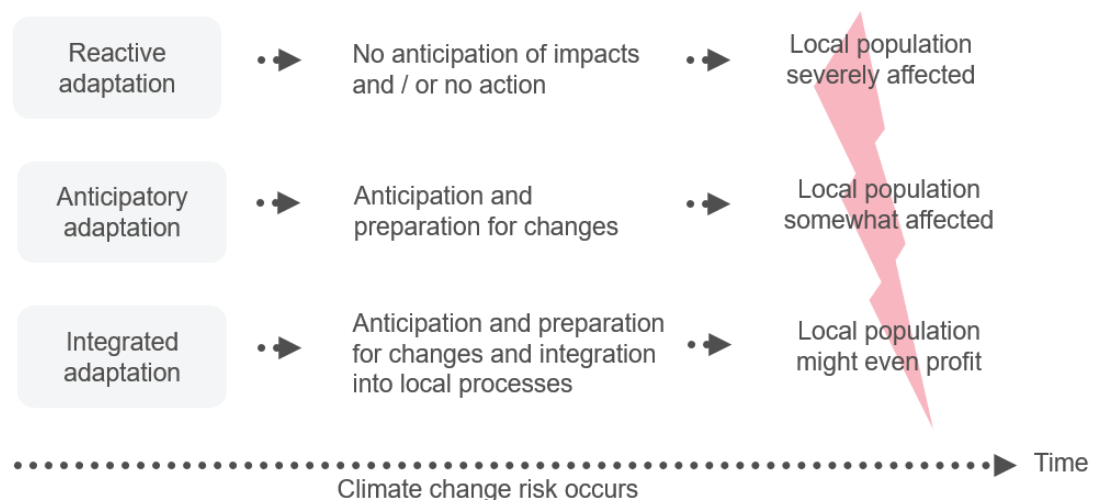 Reactive
adaptation
No anticipation of impacts
and / or no action
Local population
severely affected
Anticipatory
adaptation
Anticipation and
preparation for changes
Local population
somewhat affected
Integrated
adaptation
Anticipation and preparation
for changes and integration
into local processes
Local population
might even profit
Time
Climate change risk occurs